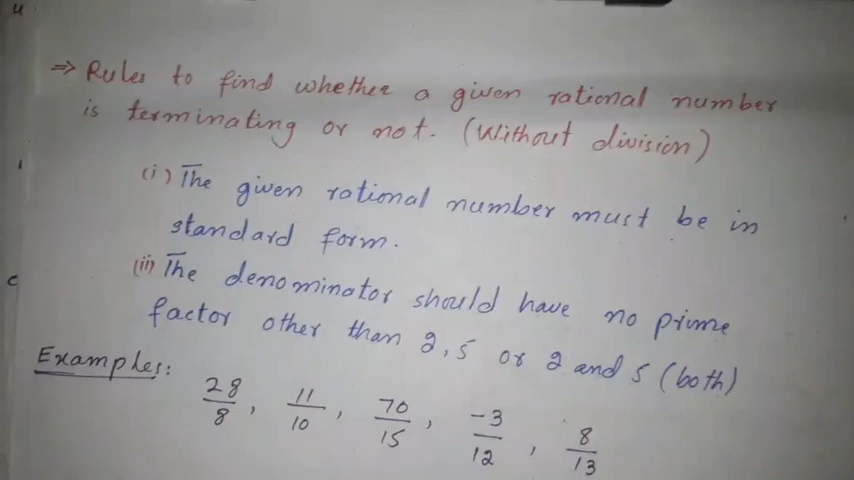 ⇒ Rules to find whether a given rational number
is terminating or not. (Without division)
(i) The given rational number must be in
standard form.
(ii) The denominator should have no prime
factor other than 2, 5 or 2 and 5 (both)
Examples:
28/8, 11/10, 70/15, -3/12, 8/13